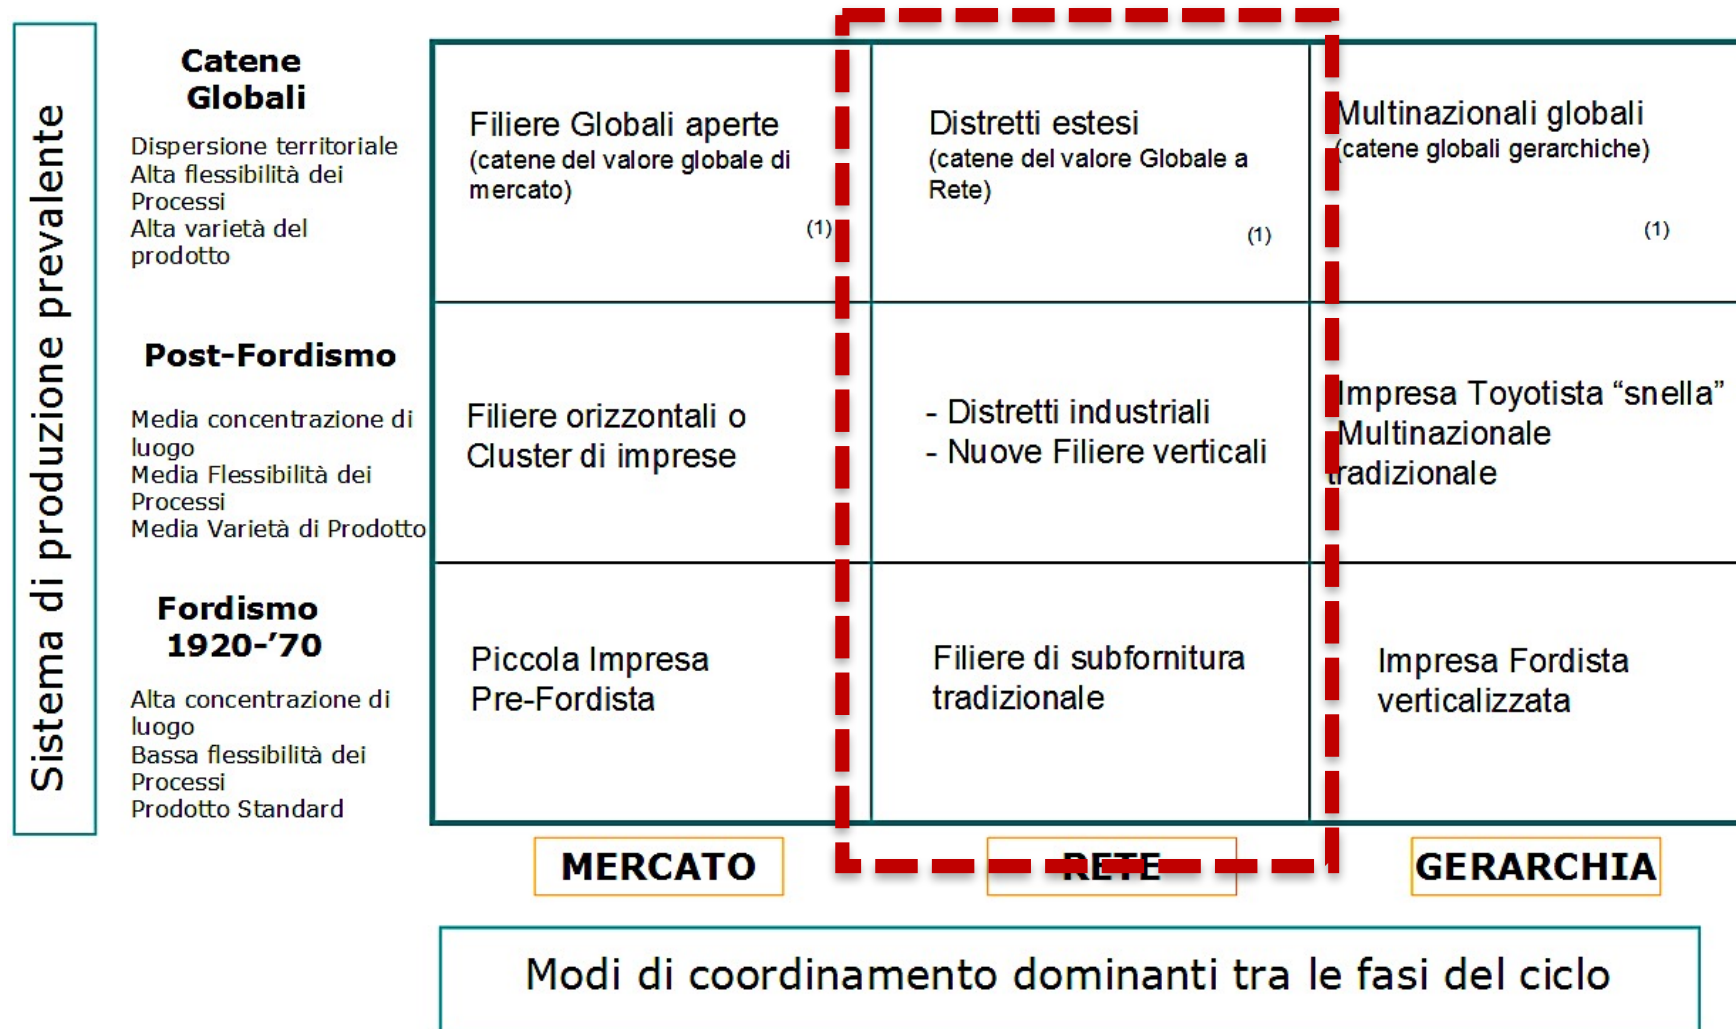 Sistema di produzione prevalente
Catene
Globali
Dispersione territoriale
Alta flessibilità dei
Processi
Alta varietà del
prodotto
Filiere Globali aperte
(catene del valore globale di
mercato)
(1)
Distretti estesi
(catene del valore Globale a
Rete)
(1)
Multinazionali globali
(catene globali gerarchiche)
(1)
Post-Fordismo
Media concentrazione di
luogo
Media Flessibilità dei
Processi
Media Varietà di Prodotto
Filiere orizzontali o
Cluster di imprese
- Distretti industriali
- Nuove Filiere verticali
Impresa Toyotista “snella”
Multinazionale
tradizionale
Fordismo
1920-’70
Alta concentrazione di
luogo
Bassa flessibilità dei
Processi
Prodotto Standard
Piccola Impresa
Pre-Fordista
Filiere di subfornitura
tradizionale
Impresa Fordista
verticalizzata
MERCATO
RETE
GERARCHIA
Modi di coordinamento dominanti tra le fasi del ciclo